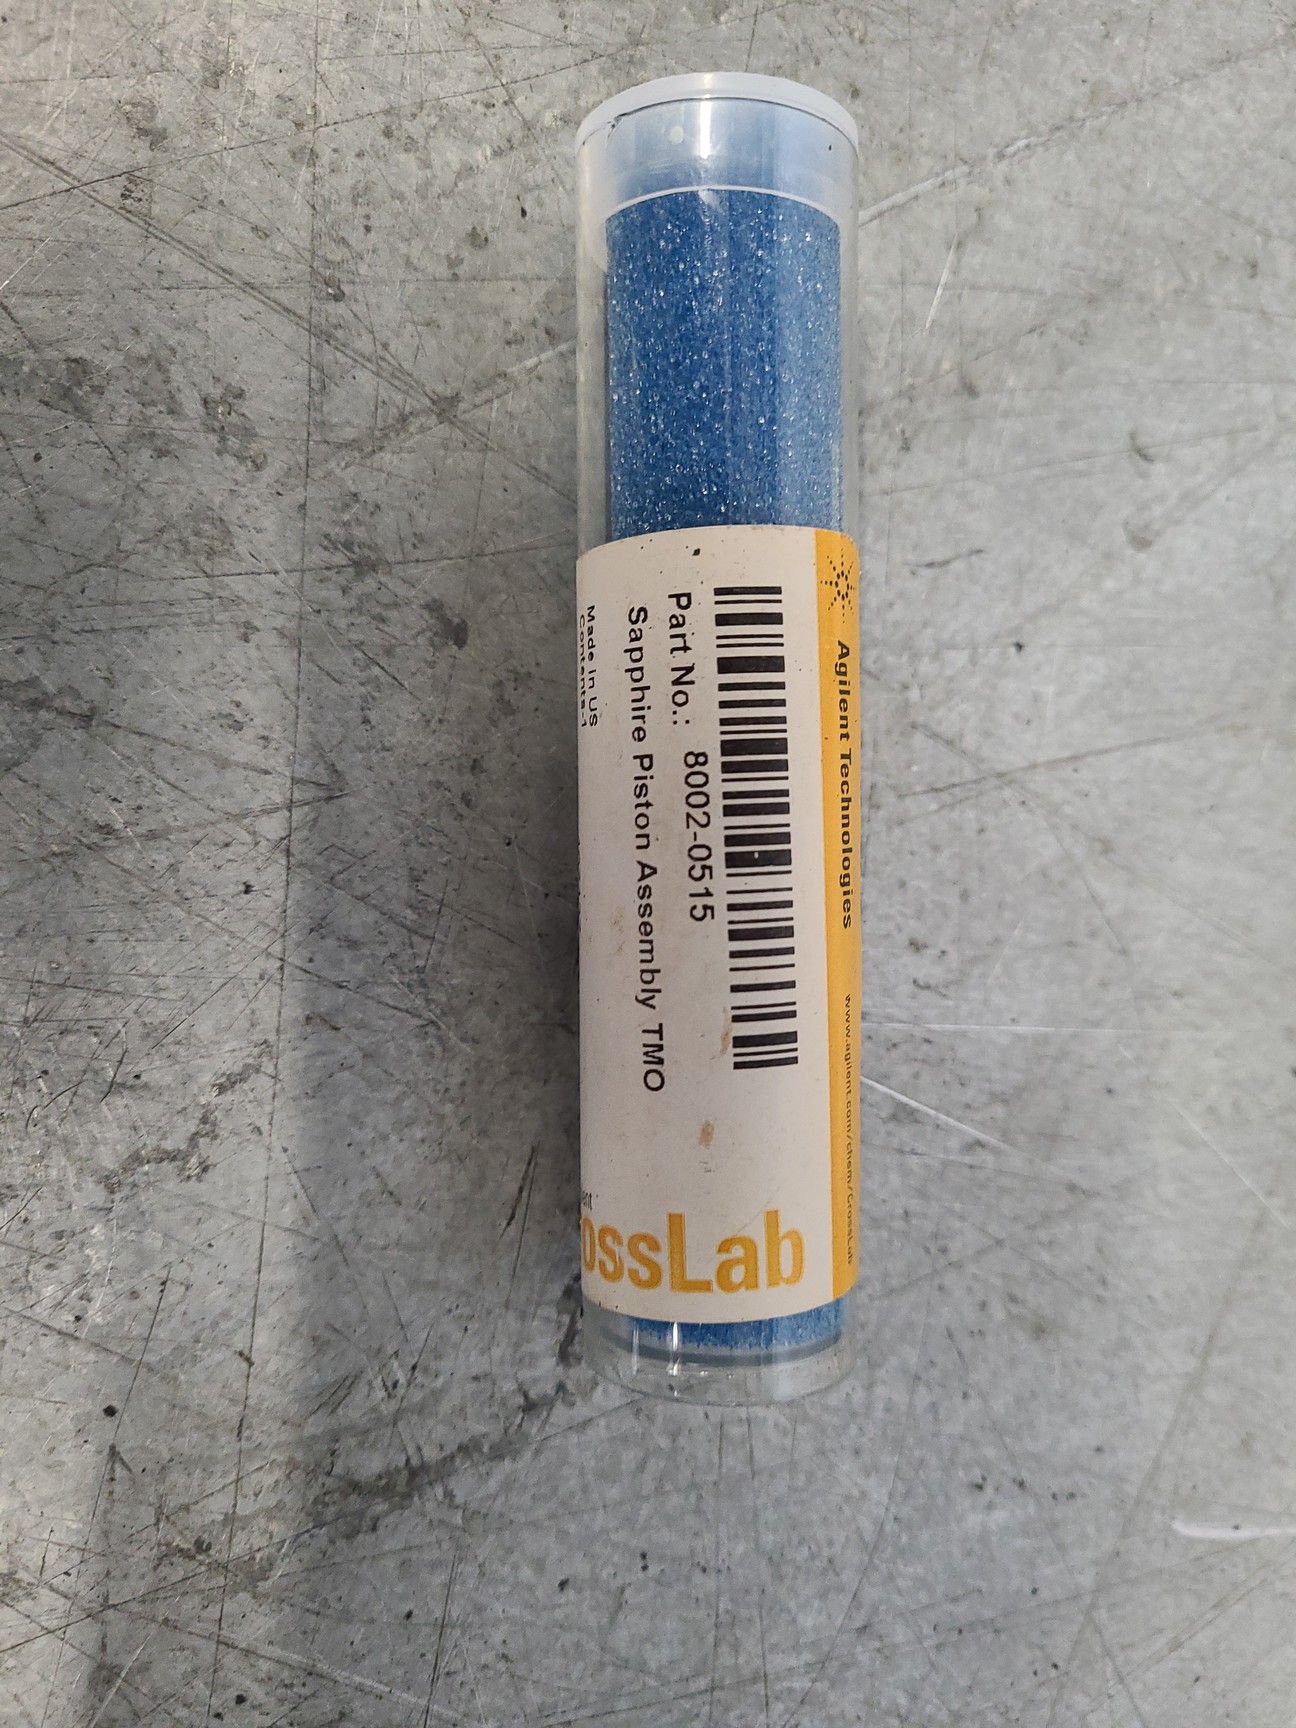 Agilent Technologies www.agilent.com/chem/CrossLab
Part No.: 8002-0515
Sapphire Piston Assembly TMO
Made in US
Contents-1
ent
ossLab